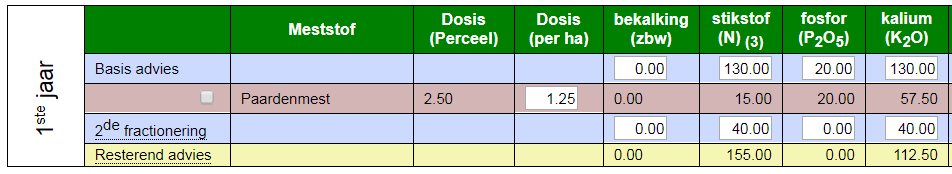 1ste jaar
Meststof Dosis (Perceel) Dosis (per ha) bekalking (zbw) stikstof (N) (3) fosfor (P2O5) kalium (K2O)
Basis advies 0.00 130.00 20.00 130.00
Paardenmest 2.50 1.25 0.00 15.00 20.00 57.50
2de fractionering 0.00 40.00 0.00 40.00
Resterend advies 0.00 155.00 0.00 112.50